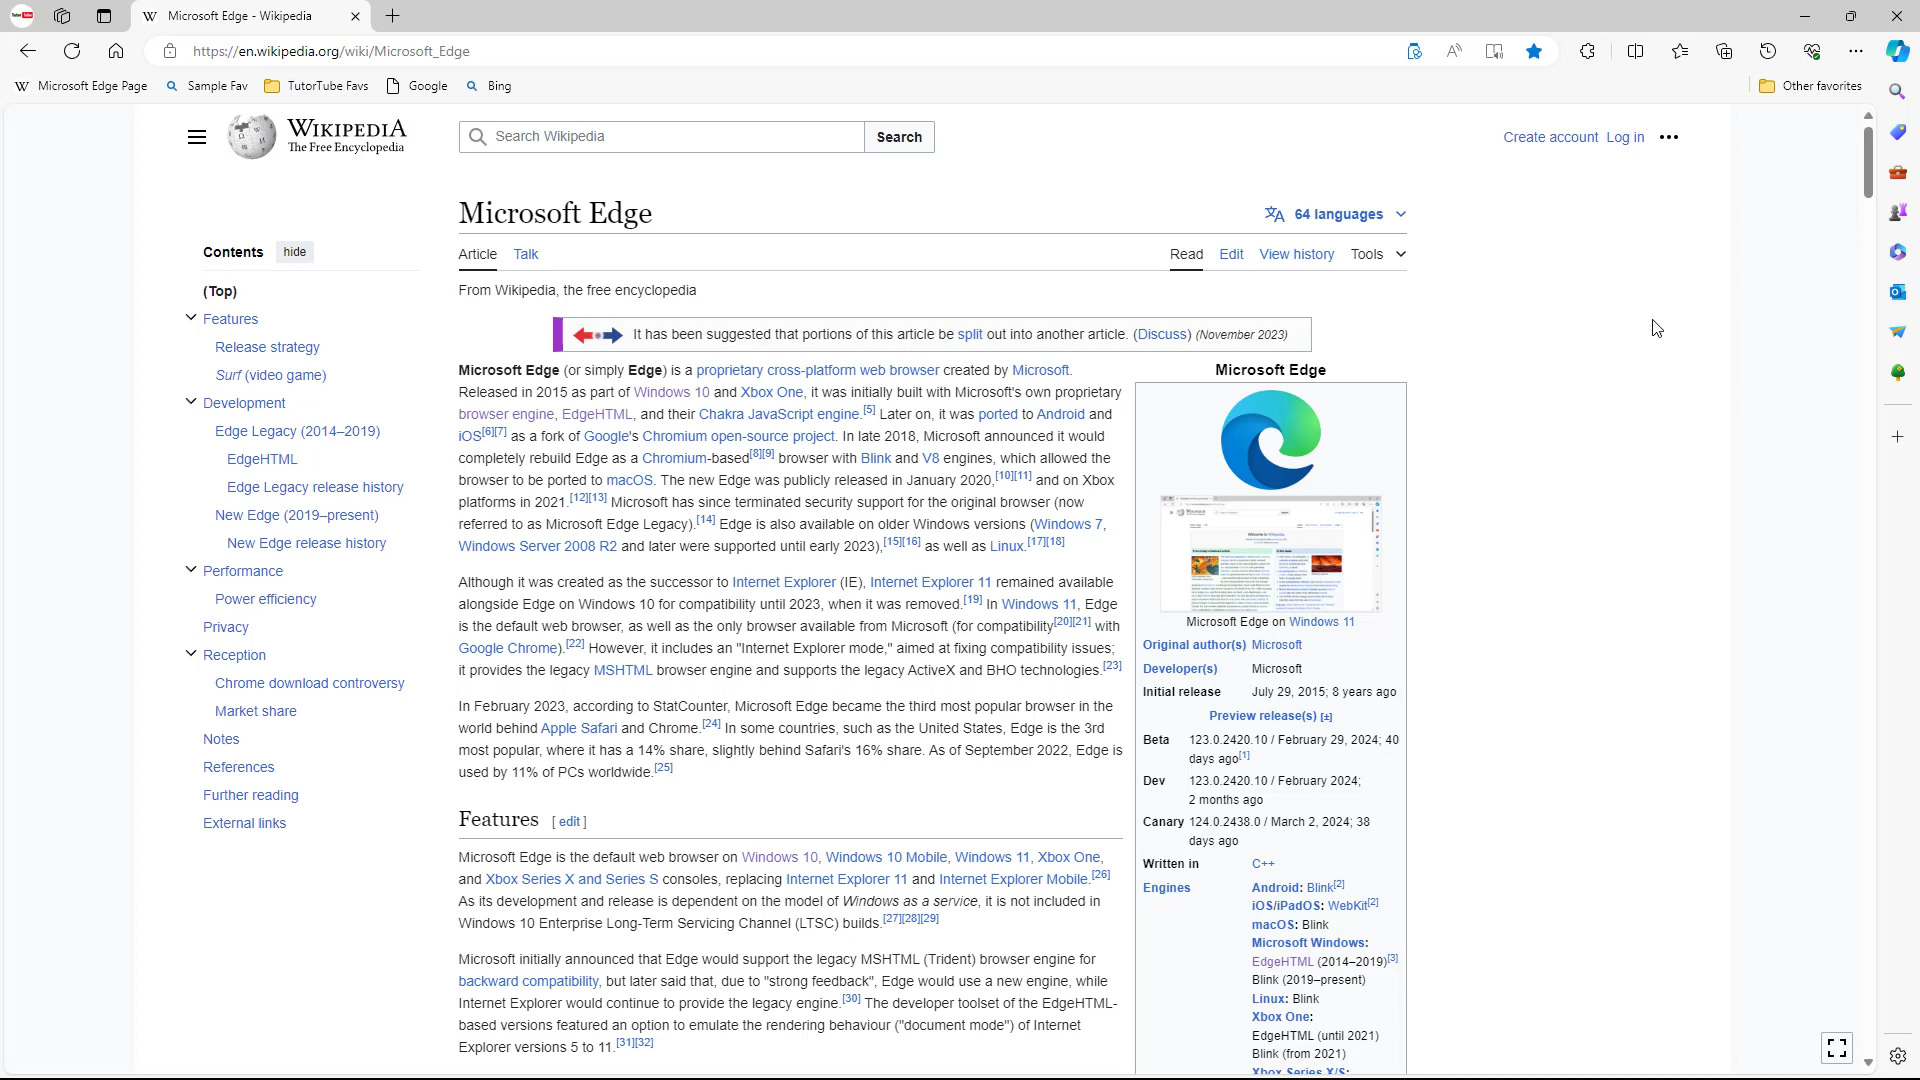 Microsoft Edge - Wikipedia
https://en.wikipedia.org/wiki/Microsoft_Edge
Microsoft Edge Page
Sample Fav
TutorTube Favs
Google
Bing
Other favorites
WIKIPEDIA
The Free Encyclopedia
Search Wikipedia
Search
Create account
Log in
Microsoft Edge
64 languages
Contents
hide
Article
Talk
Read
Edit
View history
Tools
From Wikipedia, the free encyclopedia
(Top)
Features
Release strategy
Surf (video game)
Development
Edge Legacy (2014–2019)
EdgeHTML
Edge Legacy release history
New Edge (2019–present)
New Edge release history
Performance
Power efficiency
Privacy
Reception
Chrome download controversy
Market share
Notes
References
Further reading
External links
It has been suggested that portions of this article be split out into another article. (Discuss) (November 2023)
Microsoft Edge (or simply Edge) is a proprietary cross-platform web browser created by Microsoft.
Released in 2015 as part of Windows 10 and Xbox One, it was initially built with Microsoft's own proprietary
browser engine, EdgeHTML, and their Chakra JavaScript engine.[5] Later on, it was ported to Android and
iOS[6][7] as a fork of Google's Chromium open-source project. In late 2018, Microsoft announced it would
completely rebuild Edge as a Chromium-based[8][9] browser with Blink and V8 engines, which allowed the
browser to be ported to macOS. The new Edge was publicly released in January 2020,[10][11] and on Xbox
platforms in 2021.[12][13] Microsoft has since terminated security support for the original browser (now
referred to as Microsoft Edge Legacy).[14] Edge is also available on older Windows versions (Windows 7,
Windows Server 2008 R2 and later were supported until early 2023),[15][16] as well as Linux.[17][18]
Although it was created as the successor to Internet Explorer (IE), Internet Explorer 11 remained available
alongside Edge on Windows 10 for compatibility until 2023, when it was removed.[19] In Windows 11, Edge
is the default web browser, as well as the only browser available from Microsoft (for compatibility[20][21] with
Google Chrome).[22] However, it includes an "Internet Explorer mode," aimed at fixing compatibility issues;
it provides the legacy MSHTML browser engine and supports the legacy ActiveX and BHO technologies.[23]
In February 2023, according to StatCounter, Microsoft Edge became the third most popular browser in the
world behind Apple Safari and Chrome.[24] In some countries, such as the United States, Edge is the 3rd
most popular, where it has a 14% share, slightly behind Safari's 16% share. As of September 2022, Edge is
used by 11% of PCs worldwide.[25]
Features [ edit ]
Microsoft Edge is the default web browser on Windows 10, Windows 10 Mobile, Windows 11, Xbox One,
and Xbox Series X and Series S consoles, replacing Internet Explorer 11 and Internet Explorer Mobile.[26]
As its development and release is dependent on the model of Windows as a service, it is not included in
Windows 10 Enterprise Long-Term Servicing Channel (LTSC) builds.[27][28][29]
Microsoft initially announced that Edge would support the legacy MSHTML (Trident) browser engine for
backward compatibility, but later said that, due to "strong feedback", Edge would use a new engine, while
Internet Explorer would continue to provide the legacy engine.[30] The developer toolset of the EdgeHTML-
based versions featured an option to emulate the rendering behaviour ("document mode") of Internet
Explorer versions 5 to 11.[31][32]
Microsoft Edge
Microsoft Edge on Windows 11
Original author(s) Microsoft
Developer(s) Microsoft
Initial release July 29, 2015; 8 years ago
Preview release(s) [±]
Beta 123.0.2420.10 / February 29, 2024; 40
days ago[1]
Dev 123.0.2420.10 / February 2024;
2 months ago
Canary 124.0.2438.0 / March 2, 2024; 38
days ago
Written in C++
Engines Android: Blink[2]
iOS/iPadOS: WebKit[2]
macOS: Blink
Microsoft Windows:
EdgeHTML (2014–2019)[3]
Blink (2019–present)
Linux: Blink
Xbox One:
EdgeHTML (until 2021)
Blink (from 2021)
Xbox Series X/S: